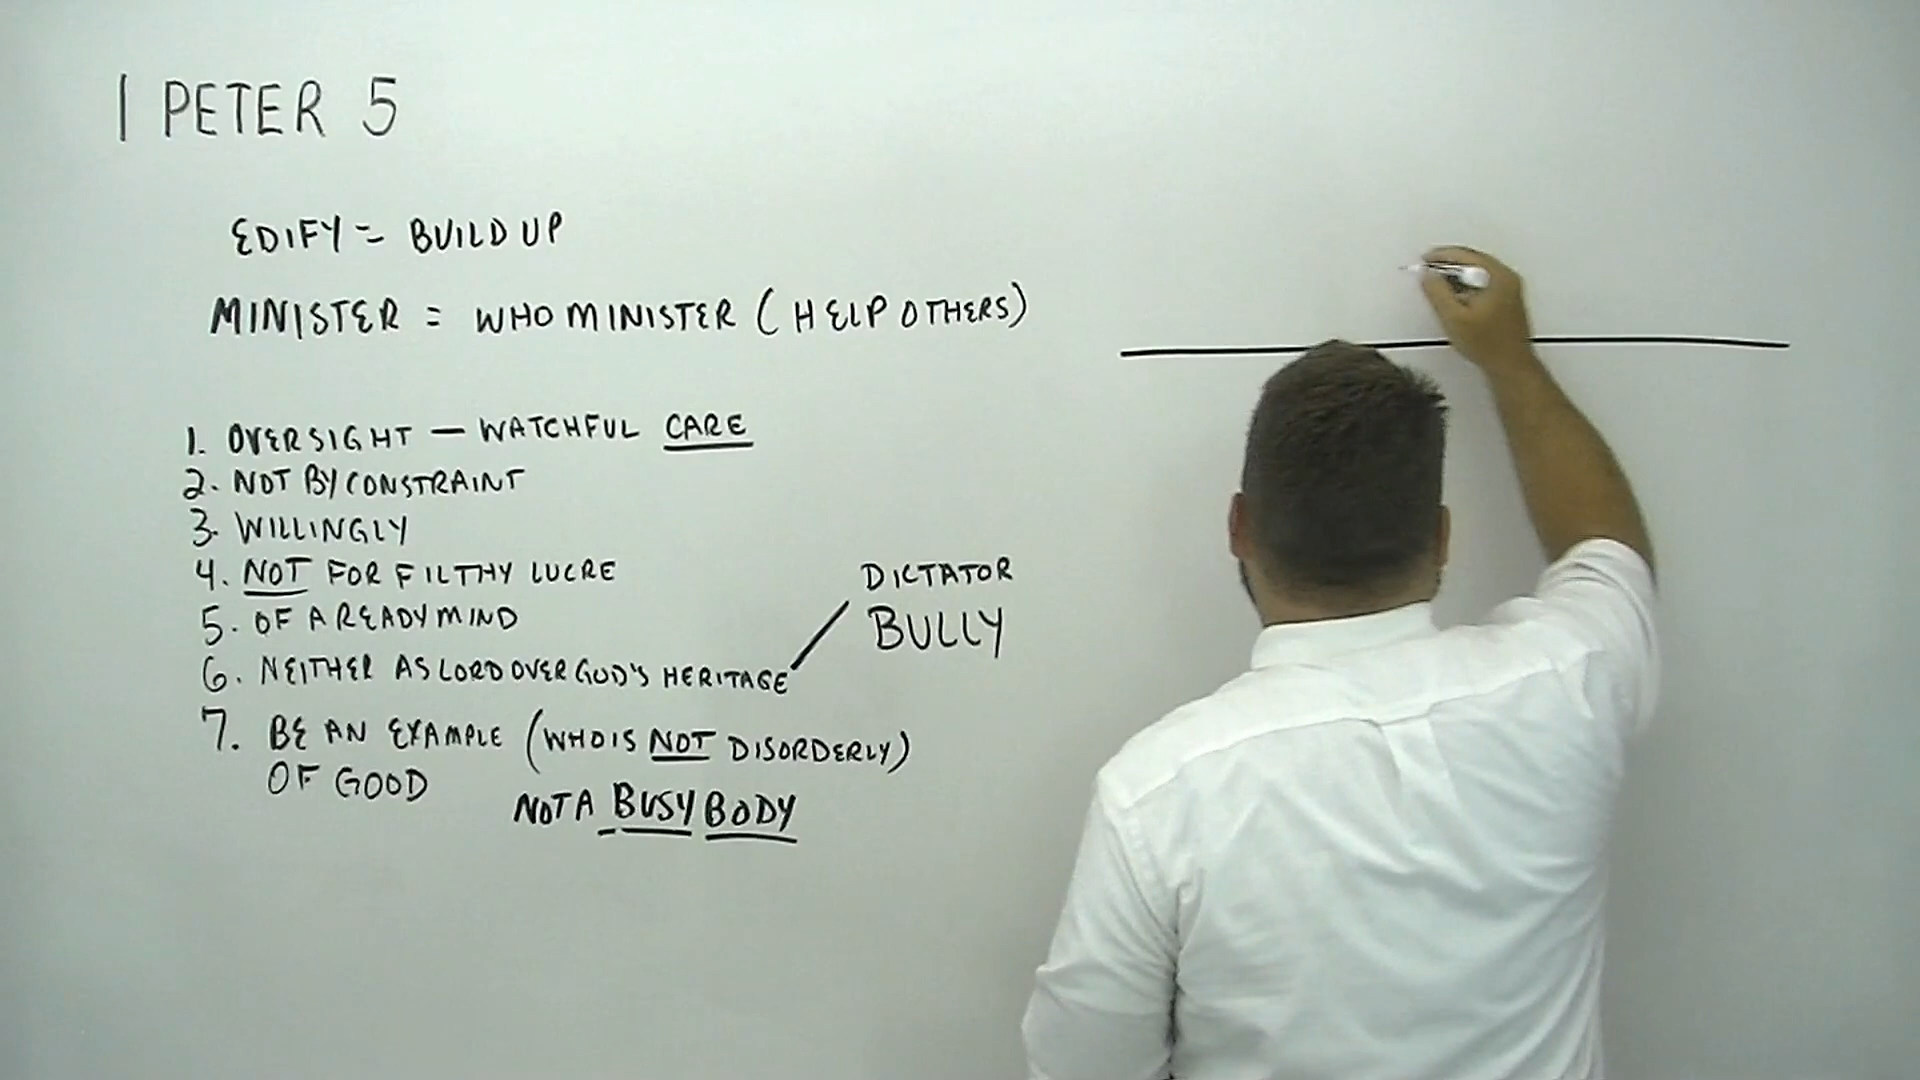 1 PETER 5
EDIFY = BUILD UP
MINISTER = WHO MINISTER (HELP OTHERS)
1. OVERSIGHT — WATCHFUL CARE
2. NOT BY CONSTRAINT
3. WILLINGLY
4. NOT FOR FILTHY LUCRE
5. OF A READY MIND
6. NEITHER AS LORD OVER GOD'S HERITAGE
DICTATOR
BULLY
7. BE AN EXAMPLE (WHO IS NOT DISORDERLY)
OF GOOD
NOT A BUSY BODY